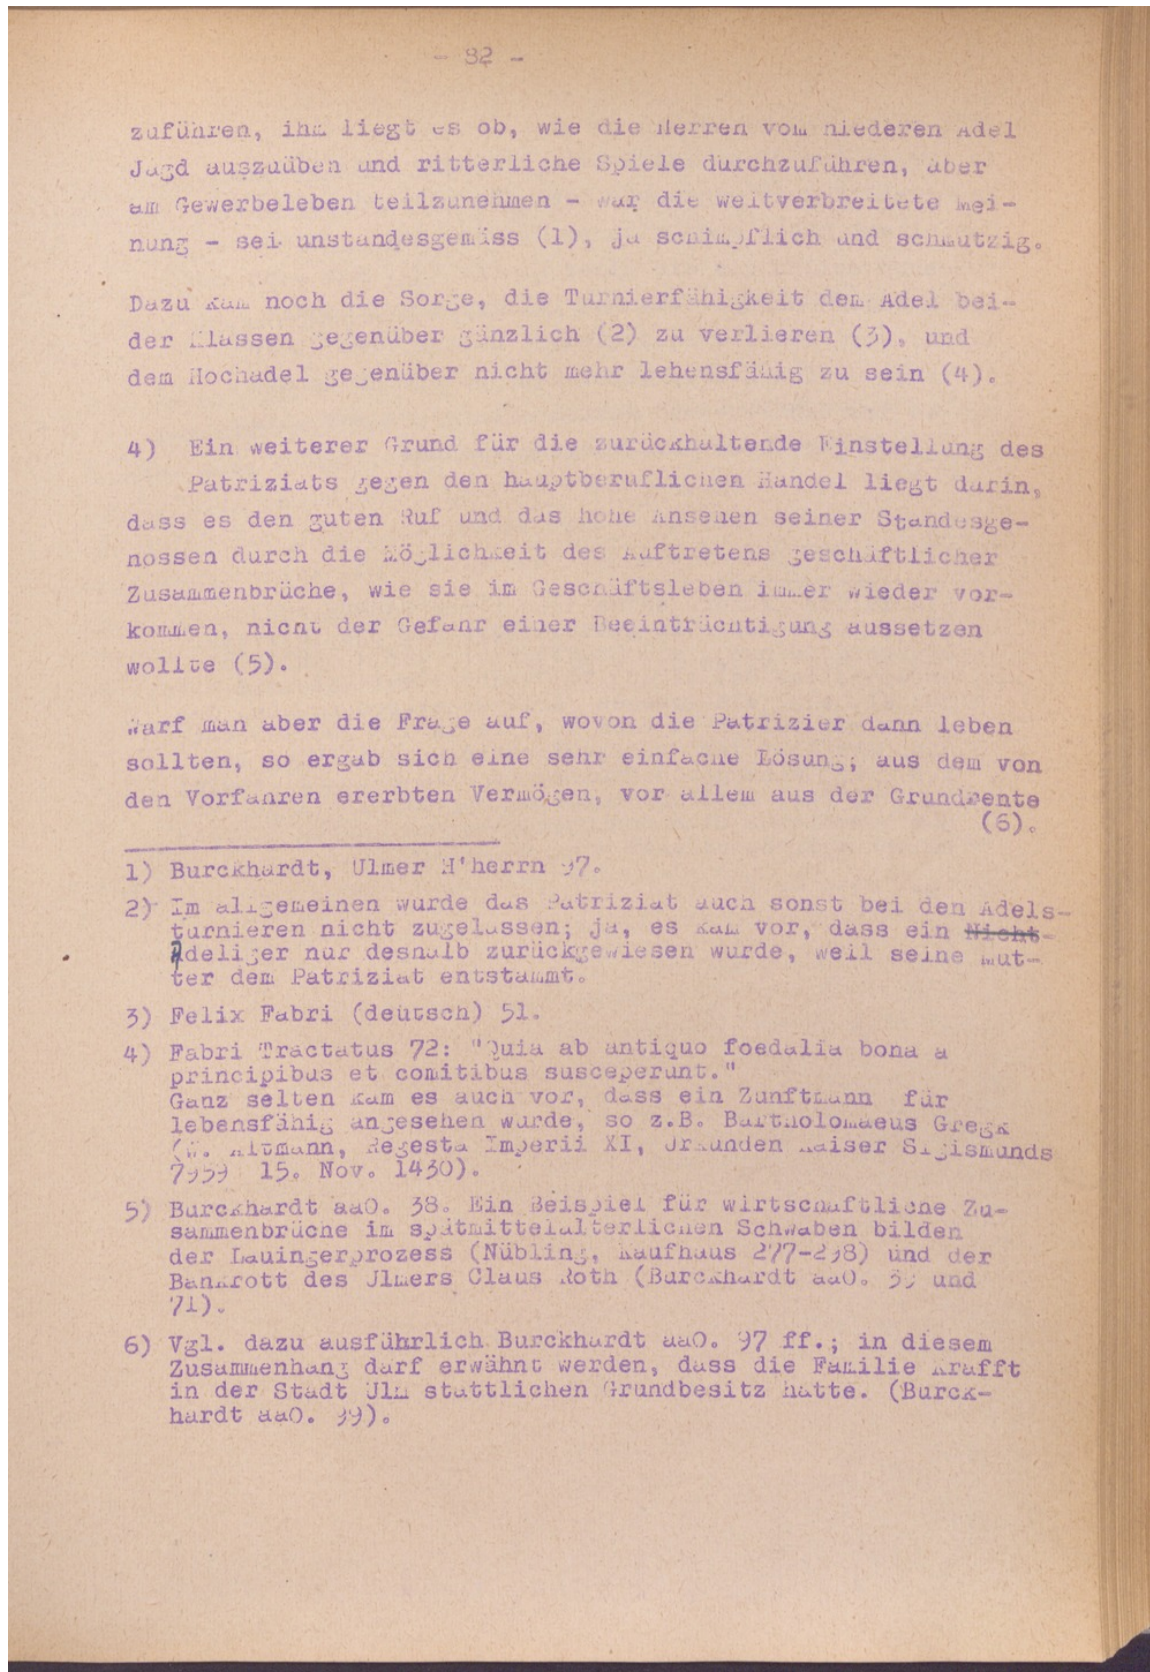 - 82 -
zuführen, ihm liegt es ob, wie die Herren vom niederen Adel
Jagd auszuüben und ritterliche Spiele durchzuführen, aber
am Gewerbeleben teilzunehmen - war die weitverbreitete Mei-
nung - sei unstandesgemäss (1), ja schimpflich und schmutzig.
Dazu kam noch die Sorge, die Turnierfähigkeit dem Adel bei-
der Klassen gegenüber gänzlich (2) zu verlieren (3), und
dem Hochadel gegenüber nicht mehr lehensfähig zu sein (4).
4) Ein weiterer Grund für die zurückhaltende Einstellung des
Patriziats gegen den hauptberuflichen Handel liegt darin,
dass es den guten Ruf und das hohe Ansehen seiner Standesge-
nossen durch die Möglichkeit des Auftretens geschäftlicher
Zusammenbrüche, wie sie im Geschäftsleben immer wieder vor-
kommen, nicht der Gefahr einer Beeinträchtigung aussetzen
wollte (5).
Warf man aber die Frage auf, wovon die Patrizier dann leben
sollten, so ergab sich eine sehr einfache Lösung; aus dem von
den Vorfahren ererbten Vermögen, vor allem aus der Grundrente
(6).
1) Burckhardt, Ulmer H'herrn 97.
2) Im allgemeinen wurde das Patriziat auch sonst bei den Adels-
turnieren nicht zugelassen; ja, es kam vor, dass ein Nicht-
Adeliger nur deshalb zurückgewiesen wurde, weil seine Mut-
ter dem Patriziat entstammt.
3) Felix Fabri (deutsch) 51.
4) Fabri Tractatus 72: "Quia ab antiquo foedalia bona a
principibus et comitibus susceperunt."
Ganz selten kam es auch vor, dass ein Zunftmann für
lebensfähig angesehen wurde, so z.B. Bartholomaeus Gregk
(W. Altmann, Regesta Imperii XI, Urkunden Kaiser Sigismunds
7959 15. Nov. 1430).
5) Burckhardt aaO. 38. Ein Beispiel für wirtschaftliche Zu-
sammenbrüche im spätmittelalterlichen Schwaben bilden
der Lauingerprozess (Nübling, Kaufhaus 277-298) und der
Bankrott des Ulmers Claus Roth (Burckhardt aaO. und
71).
6) Vgl. dazu ausführlich Burckhardt aaO. 97 ff.; in diesem
Zusammenhang darf erwähnt werden, dass die Familie Krafft
in der Stadt Ulm stattlichen Grundbesitz hatte. (Burck-
hardt aaO. 99).